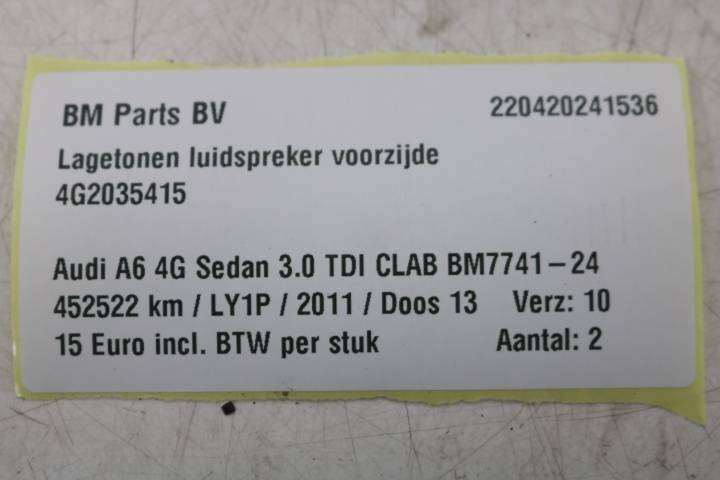 BM Parts BV 220420241536
Lagetonen luidspreker voorzijde
4G2035415
Audi A6 4G Sedan 3.0 TDI CLAB BM7741-24
452522 km / LY1P / 2011 / Doos 13 Verz: 10
15 Euro incl. BTW per stuk Aantal: 2